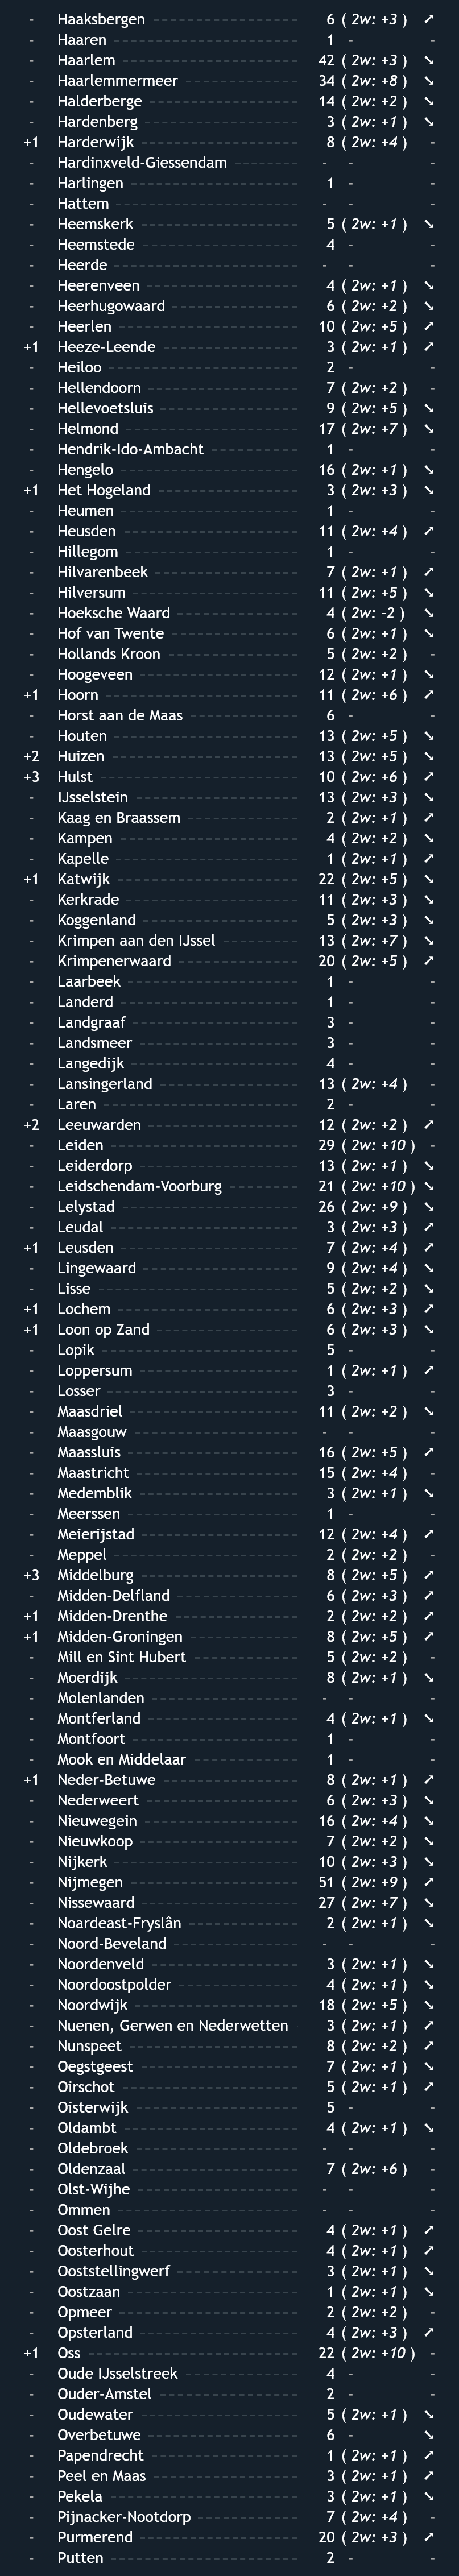 - Haaksbergen 6 ( 2w: +3 ) ➚
- Haaren 1 - -
- Haarlem 42 ( 2w: +3 ) ➘
- Haarlemmermeer 34 ( 2w: +8 ) ➘
- Halderberge 14 ( 2w: +2 ) ➘
- Hardenberg 3 ( 2w: +1 ) ➘
+1 Harderwijk 8 ( 2w: +4 ) -
- Hardinxveld-Giessendam - - -
- Harlingen 1 - -
- Hattem - - -
- Heemskerk 5 ( 2w: +1 ) ➘
- Heemstede 4 - -
- Heerde - - -
- Heerenveen 4 ( 2w: +1 ) ➘
- Heerhugowaard 6 ( 2w: +2 ) ➘
- Heerlen 10 ( 2w: +5 ) ➚
+1 Heeze-Leende 3 ( 2w: +1 ) ➚
- Heiloo 2 - -
- Hellendoorn 7 ( 2w: +2 ) -
- Hellevoetsluis 9 ( 2w: +5 ) ➘
- Helmond 17 ( 2w: +7 ) ➘
- Hendrik-Ido-Ambacht 1 - -
- Hengelo 16 ( 2w: +1 ) ➘
+1 Het Hogeland 3 ( 2w: +3 ) ➘
- Heumen 1 - -
- Heusden 11 ( 2w: +4 ) ➚
- Hillegom 1 - -
- Hilvarenbeek 7 ( 2w: +1 ) ➚
- Hilversum 11 ( 2w: +5 ) ➘
- Hoeksche Waard 4 ( 2w: -2 ) ➘
- Hof van Twente 6 ( 2w: +1 ) ➘
- Hollands Kroon 5 ( 2w: +2 ) -
- Hoogeveen 12 ( 2w: +1 ) ➘
+1 Hoorn 11 ( 2w: +6 ) ➚
- Horst aan de Maas 6 - -
- Houten 13 ( 2w: +5 ) ➘
+2 Huizen 13 ( 2w: +5 ) ➘
+3 Hulst 10 ( 2w: +6 ) ➚
- IJsselstein 13 ( 2w: +3 ) ➘
- Kaag en Braassem 2 ( 2w: +1 ) ➚
- Kampen 4 ( 2w: +2 ) ➘
- Kapelle 1 ( 2w: +1 ) ➚
+1 Katwijk 22 ( 2w: +5 ) ➘
- Kerkrade 11 ( 2w: +3 ) ➘
- Koggenland 5 ( 2w: +3 ) ➘
- Krimpen aan den IJssel 13 ( 2w: +7 ) ➘
- Krimpenerwaard 20 ( 2w: +5 ) ➚
- Laarbeek 1 - -
- Landerd 1 - -
- Landgraaf 3 - -
- Landsmeer 3 - -
- Langedijk 4 - -
- Lansingerland 13 ( 2w: +4 ) -
- Laren 2 - -
+2 Leeuwarden 12 ( 2w: +2 ) ➚
- Leiden 29 ( 2w: +10 ) -
- Leiderdorp 13 ( 2w: +1 ) ➘
- Leidschendam-Voorburg 21 ( 2w: +10 ) ➘
- Lelystad 26 ( 2w: +9 ) ➘
- Leudal 3 ( 2w: +3 ) ➚
+1 Leusden 7 ( 2w: +4 ) ➚
- Lingewaard 9 ( 2w: +4 ) ➘
- Lisse 5 ( 2w: +2 ) ➘
+1 Lochem 6 ( 2w: +3 ) ➚
+1 Loon op Zand 6 ( 2w: +3 ) ➘
- Lopik 5 - -
- Loppersum 1 ( 2w: +1 ) ➚
- Losser 3 - -
- Maasdriel 11 ( 2w: +2 ) ➘
- Maasgouw - - -
- Maassluis 16 ( 2w: +5 ) ➚
- Maastricht 15 ( 2w: +4 ) -
- Medemblik 3 ( 2w: +1 ) ➘
- Meerssen 1 - -
- Meierijstad 12 ( 2w: +4 ) ➚
- Meppel 2 ( 2w: +2 ) -
+3 Middelburg 8 ( 2w: +5 ) ➚
- Midden-Delfland 6 ( 2w: +3 ) ➚
+1 Midden-Drenthe 2 ( 2w: +2 ) ➚
+1 Midden-Groningen 8 ( 2w: +5 ) ➚
- Mill en Sint Hubert 5 ( 2w: +2 ) -
- Moerdijk 8 ( 2w: +1 ) ➘
- Molenlanden - - -
- Montferland 4 ( 2w: +1 ) ➘
- Montfoort 1 - -
- Mook en Middelaar 1 - -
+1 Neder-Betuwe 8 ( 2w: +1 ) ➚
- Nederweert 6 ( 2w: +3 ) ➘
- Nieuwegein 16 ( 2w: +4 ) ➘
- Nieuwkoop 7 ( 2w: +2 ) ➘
- Nijkerk 10 ( 2w: +3 ) ➘
- Nijmegen 51 ( 2w: +9 ) ➚
- Nissewaard 27 ( 2w: +7 ) ➘
- Noardeast-Fryslân 2 ( 2w: +1 ) ➘
- Noord-Beveland - - -
- Noordenveld 3 ( 2w: +1 ) ➘
- Noordoostpolder 4 ( 2w: +1 ) ➘
- Noordwijk 18 ( 2w: +5 ) ➘
- Nuenen, Gerwen en Nederwetten 3 ( 2w: +1 ) ➚
- Nunspeet 8 ( 2w: +2 ) ➚
- Oegstgeest 7 ( 2w: +1 ) ➘
- Oirschot 5 ( 2w: +1 ) ➚
- Oisterwijk 5 - -
- Oldambt 4 ( 2w: +1 ) ➘
- Oldebroek - - -
- Oldenzaal 7 ( 2w: +6 ) -
- Olst-Wijhe - - -
- Ommen - - -
- Oost Gelre 4 ( 2w: +1 ) ➚
- Oosterhout 4 ( 2w: +1 ) ➚
- Ooststellingwerf 3 ( 2w: +1 ) ➘
- Oostzaan 1 ( 2w: +1 ) ➘
- Opmeer 2 ( 2w: +2 ) -
- Opsterland 4 ( 2w: +3 ) ➚
+1 Oss 22 ( 2w: +10 ) -
- Oude IJsselstreek 4 - -
- Ouder-Amstel 2 - -
- Oudewater 5 ( 2w: +1 ) ➘
- Overbetuwe 6 - ➘
- Papendrecht 1 ( 2w: +1 ) ➚
- Peel en Maas 3 ( 2w: +1 ) ➚
- Pekela 3 ( 2w: +1 ) ➘
- Pijnacker-Nootdorp 7 ( 2w: +4 ) -
- Purmerend 20 ( 2w: +3 ) ➚
- Putten 2 - -